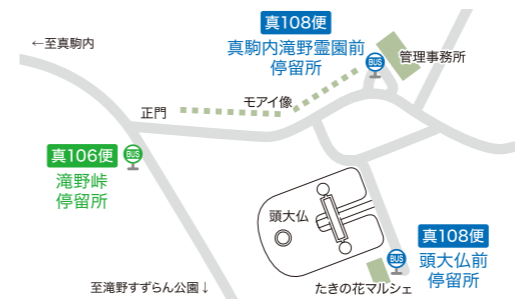 真108便
真駒内滝野霊園前
停留所
BUS
管理事務所
←至真駒内
モアイ像
正門
真106便
BUS
滝野峠
停留所
頭大仏
真108便
BUS
頭大仏前
停留所
たきの花マルシェ
至滝野すずらん公園↓